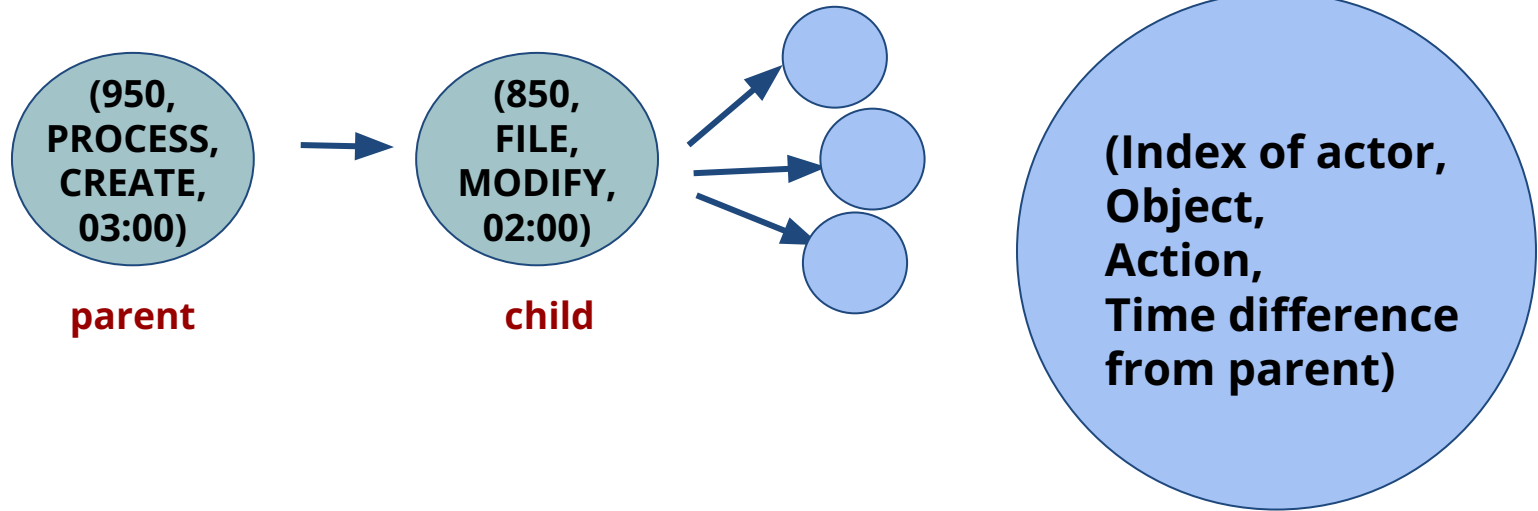 (950,
PROCESS,
CREATE,
03:00)
parent
(850,
FILE,
MODIFY,
02:00)
child
(Index of actor,
Object,
Action,
Time difference
from parent)